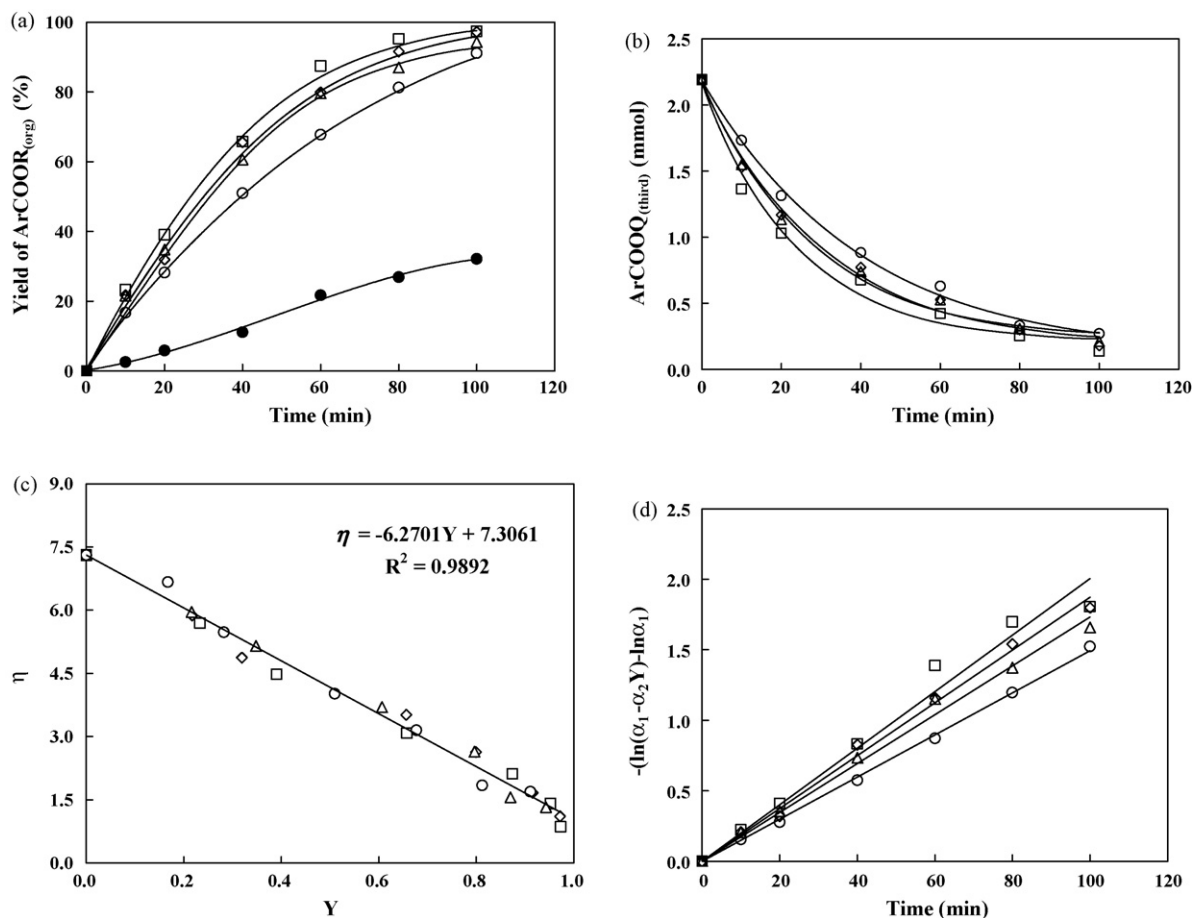 (a)
100
80
60
40
20
0
Yield of ArCOOR(org) (%)
0 20 40 60 80 100 120
Time (min)
(b)
2.5
2.0
1.5
1.0
0.5
0.0
ArCOOQ(third) (mmol)
0 20 40 60 80 100 120
Time (min)
(c)
9.0
7.5
6.0
4.5
3.0
1.5
0.0
η
η = -6.2701Y + 7.3061
R² = 0.9892
0.0 0.2 0.4 0.6 0.8 1.0
Y
(d)
2.5
2.0
1.5
1.0
0.5
0.0
-(ln(α₁-α₂Y)-lnα₁)
0 20 40 60 80 100 120
Time (min)